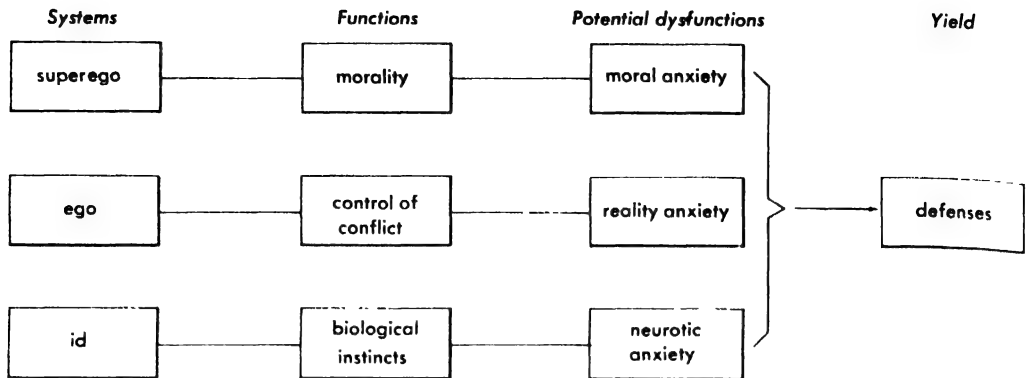 Systems
Functions
Potential dysfunctions
Yield
superego
morality
moral anxiety
ego
control of
conflict
reality anxiety
defenses
id
biological
instincts
neurotic
anxiety